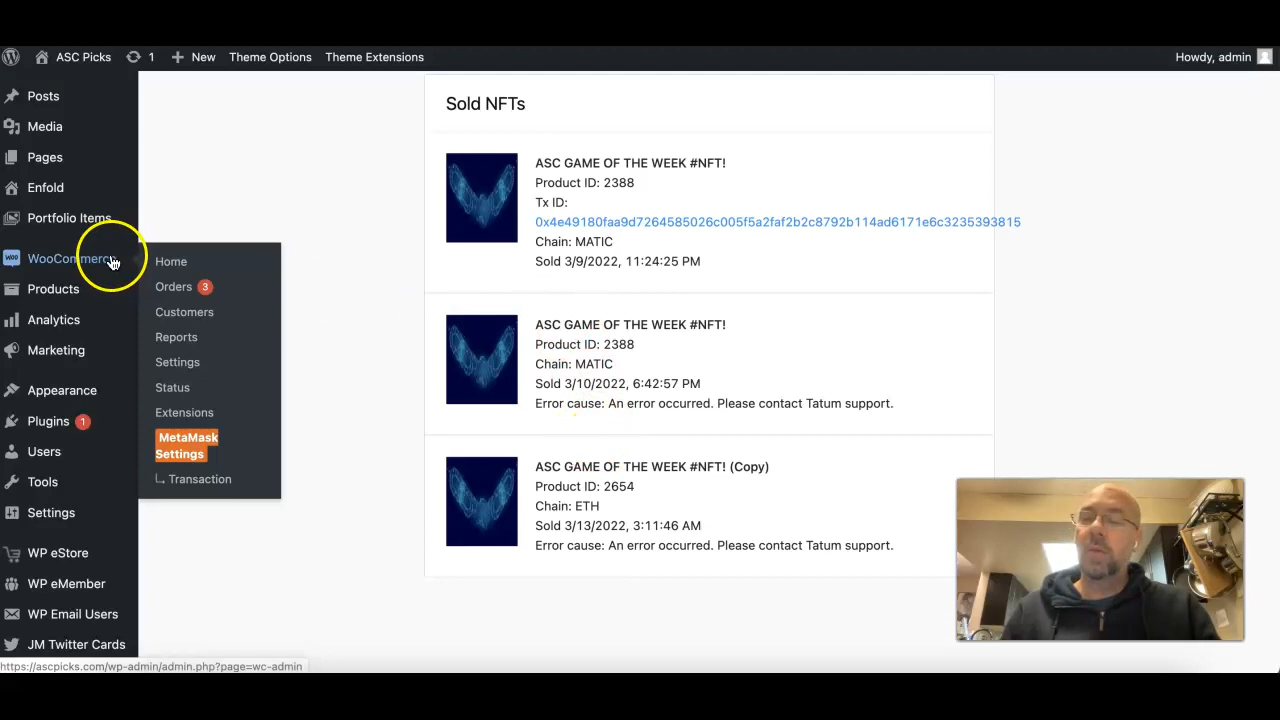 ASC Picks
1
New
Theme Options
Theme Extensions
Howdy, admin
Posts
Media
Pages
Enfold
Portfolio Items
WooCommerce
Products
Analytics
Marketing
Appearance
Plugins 1
Users
Tools
Settings
WP eStore
WP eMember
WP Email Users
JM Twitter Cards
Home
Orders 3
Customers
Reports
Settings
Status
Extensions
MetaMask
Settings
Transaction
Sold NFTs
ASC GAME OF THE WEEK #NFT!
Product ID: 2388
Tx ID:
0x4e49180faa9d7264585026c005f5a2faf2b2c8792b114ad6171e6c3235393815
Chain: MATIC
Sold 3/9/2022, 11:24:25 PM
ASC GAME OF THE WEEK #NFT!
Product ID: 2388
Chain: MATIC
Sold 3/10/2022, 6:42:57 PM
Error cause: An error occurred. Please contact Tatum support.
ASC GAME OF THE WEEK #NFT! (Copy)
Product ID: 2654
Chain: ETH
Sold 3/13/2022, 3:11:46 AM
Error cause: An error occurred. Please contact Tatum support.
https://ascpicks.com/wp-admin/admin.php?page=wc-admin